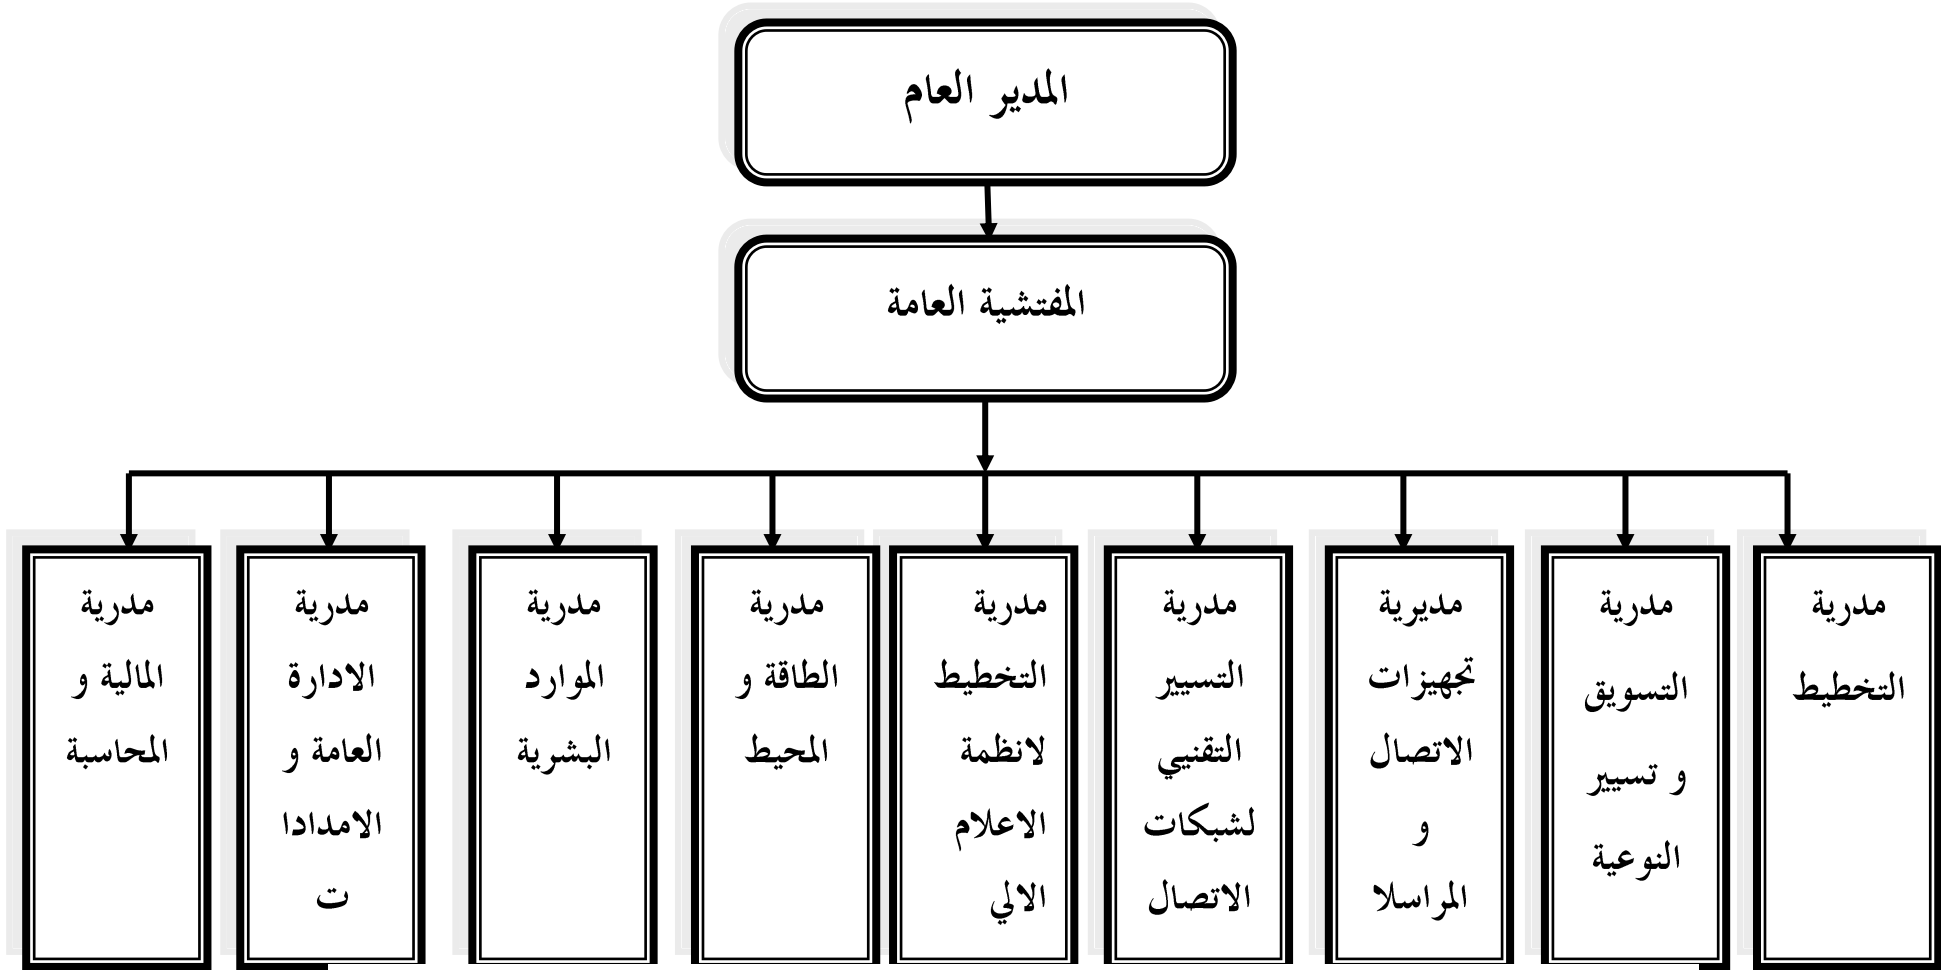 المدير العام
المفتشية العامة
مدرية
التخطيط
مدرية
التسويق
و تسيير
النوعية
مديرية
تجهيزات
الاتصال
و
المراسلا
مدرية
التسيير
التقنيي
لشبكات
الاتصال
مدرية
التخطيط
لانظمة
الاعلام
الالي
مدرية
الطاقة و
المحيط
مدرية
الموارد
البشرية
مدرية
الادارة
العامة و
الامدادا
ت
مدرية
المالية و
المحاسبة